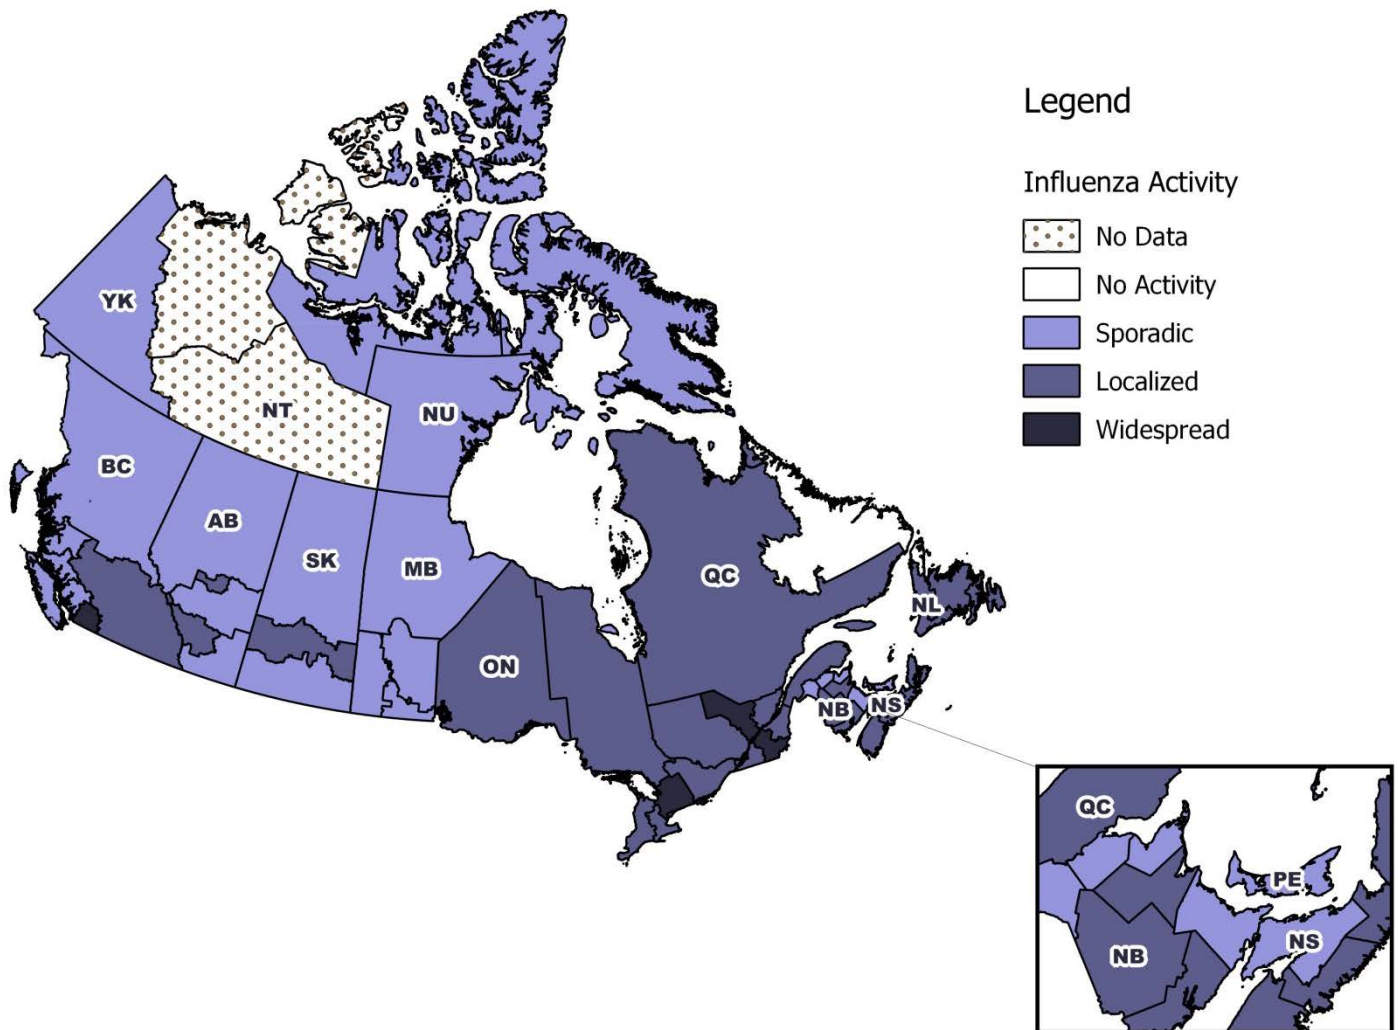 Legend
Influenza Activity
No Data
No Activity
Sporadic
Localized
Widespread
YK
NT
NU
BC
AB
SK
MB
QC
NL
ON
NB
NS
QC
PE
NS
NB